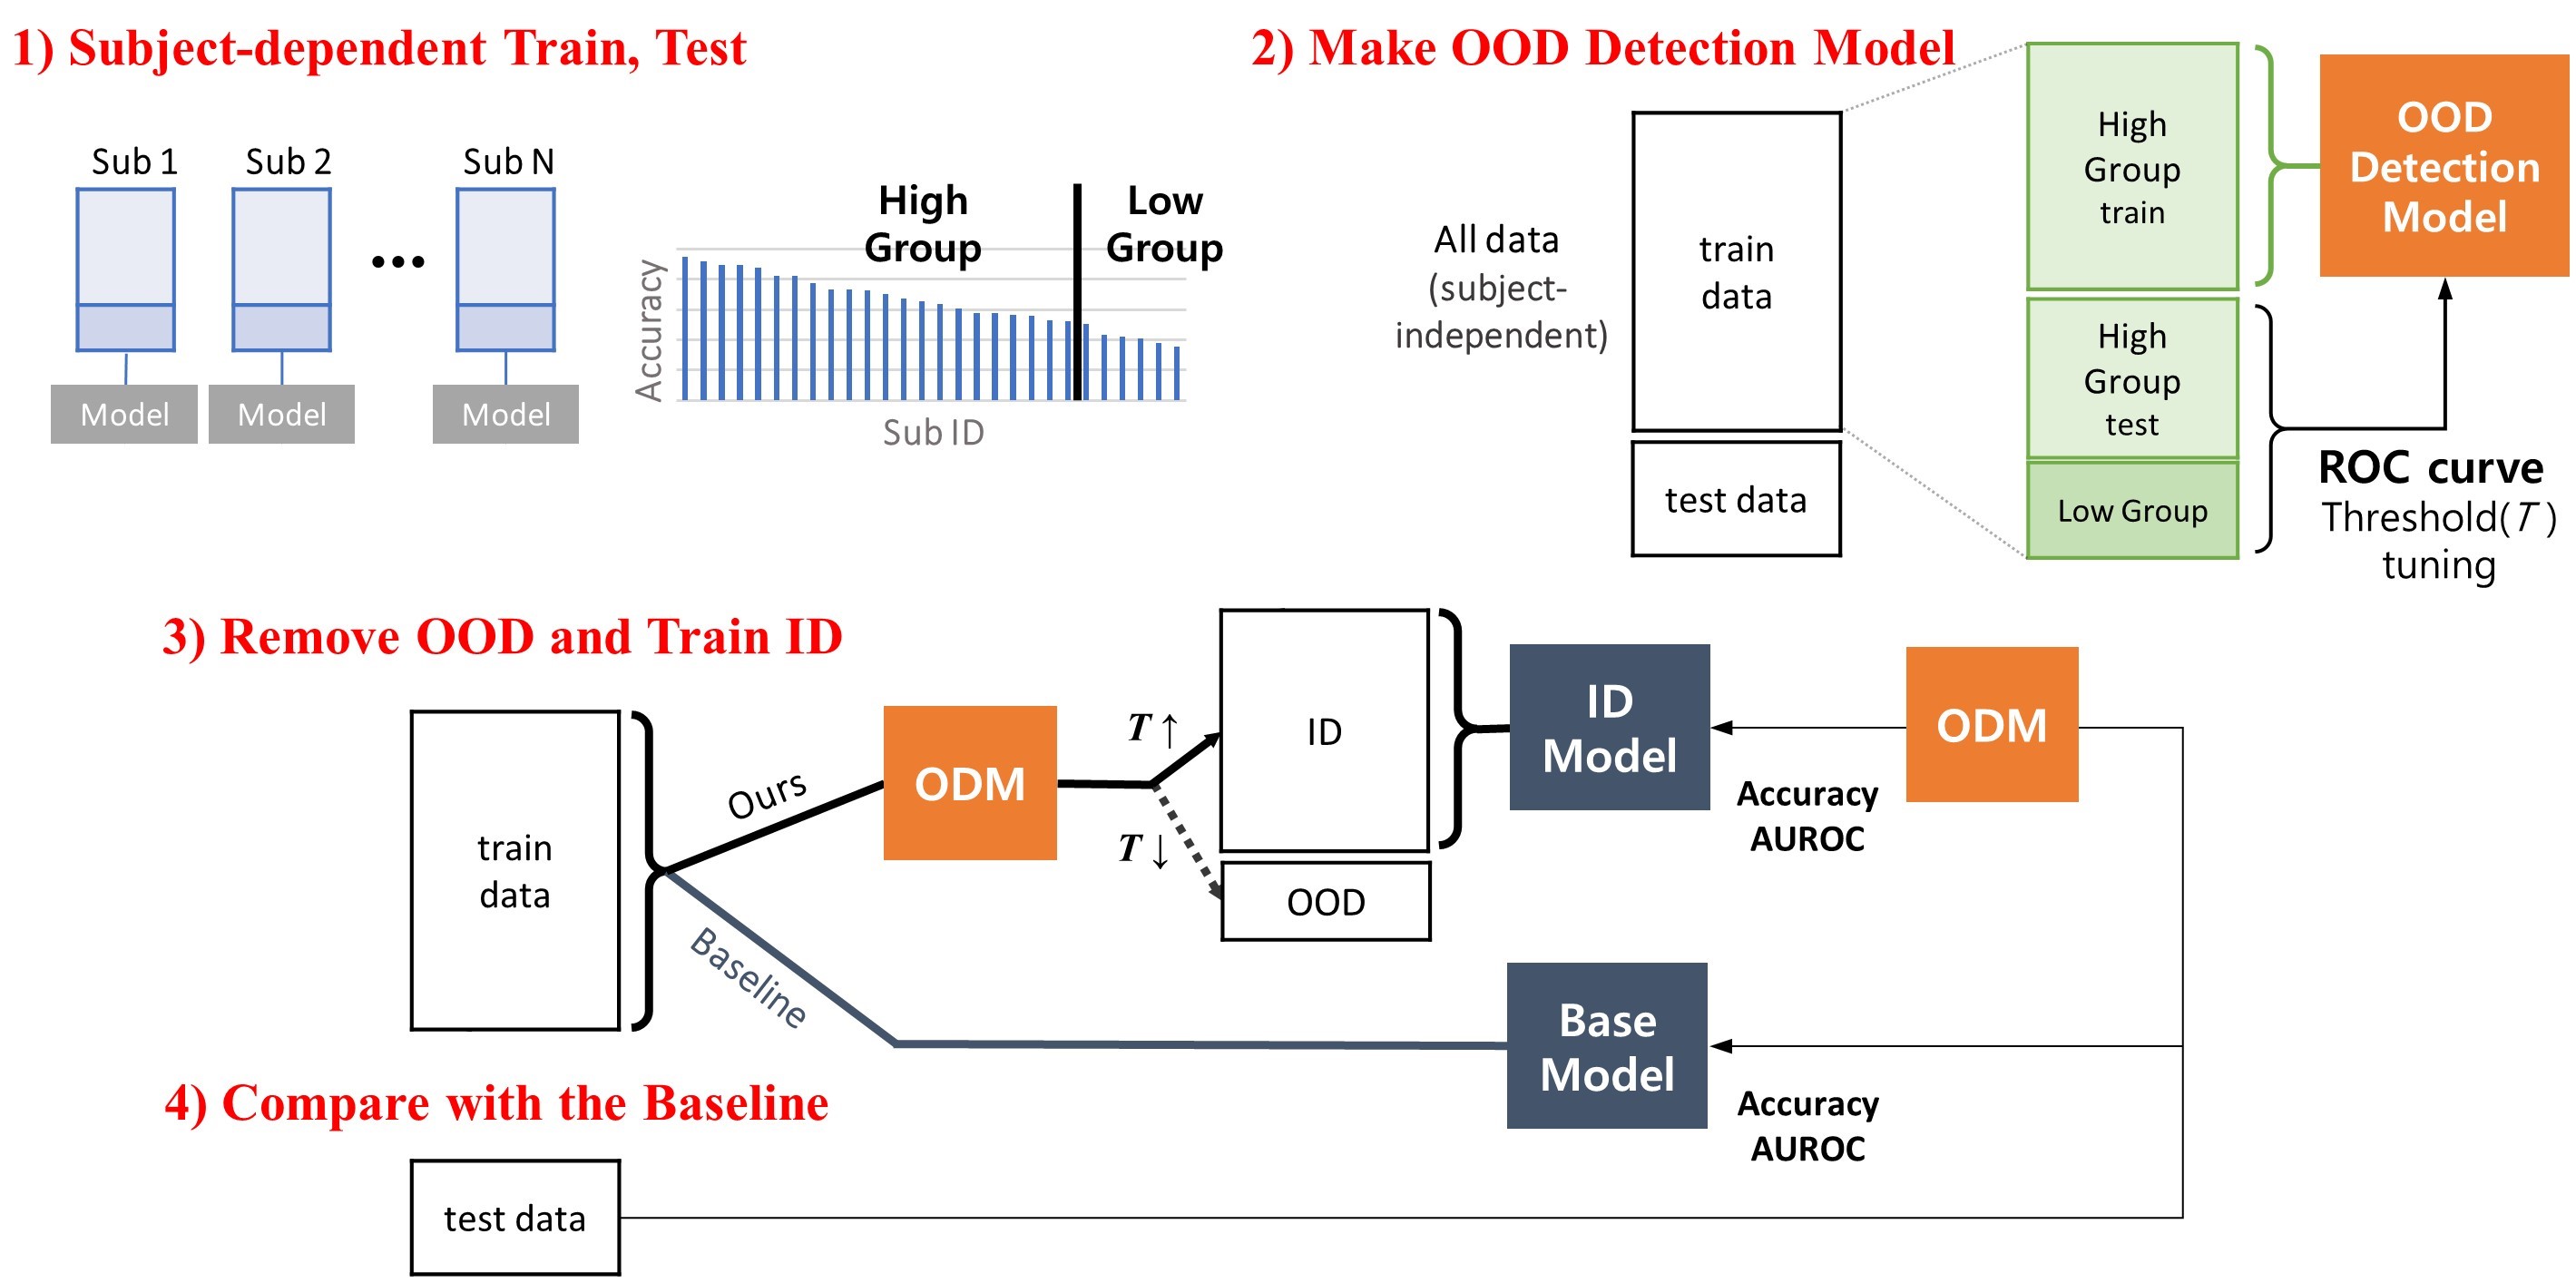 1) Subject-dependent Train, Test
Sub 1
Sub 2
Sub N
Model
Model
Model
High
Group
Low
Group
Accuracy
Sub ID
2) Make OOD Detection Model
All data
(subject-
independent)
train
data
test data
High
Group
train
High
Group
test
Low Group
OOD
Detection
Model
ROC curve
Threshold(T)
tuning
3) Remove OOD and Train ID
train
data
Ours
Baseline
ODM
T ↑
T ↓
ID
OOD
ID
Model
Accuracy
AUROC
ODM
Base
Model
Accuracy
AUROC
4) Compare with the Baseline
test data